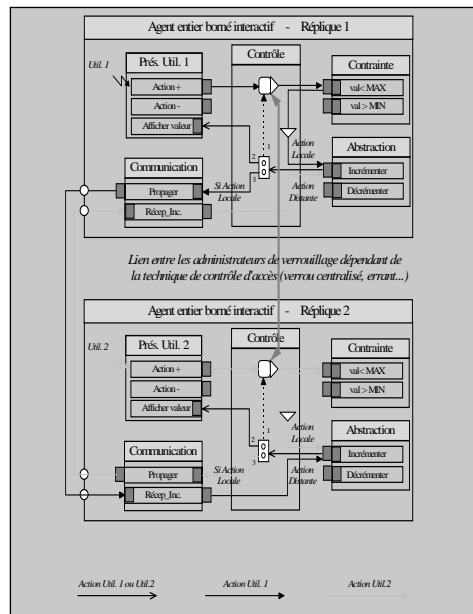 Agent entier borné interactif - Réplique 1
Util. 1
Prés. Util. 1
Action +
Action -
Afficher valeur
Contrôle
Contrainte
val< MAX
val > MIN
1
2
3
Action Locale
Abstraction
Incrémenter
Décrémenter
Communication
Propager
Récep_Inc.
Si Action Locale
Action Distante
Lien entre les administrateurs de verrouillage dépendant de
la technique de contrôle d'accès (verrou centralisé, errant...)
Agent entier borné interactif - Réplique 2
Util. 2
Prés. Util. 2
Action +
Action -
Afficher valeur
Contrôle
Contrainte
val< MAX
val > MIN
1
2
3
Action Locale
Abstraction
Incrémenter
Décrémenter
Communication
Propager
Récep_Inc.
Si Action Locale
Action Distante
Action Util. 1 ou Util.2
Action Util. 1
Action Util.2